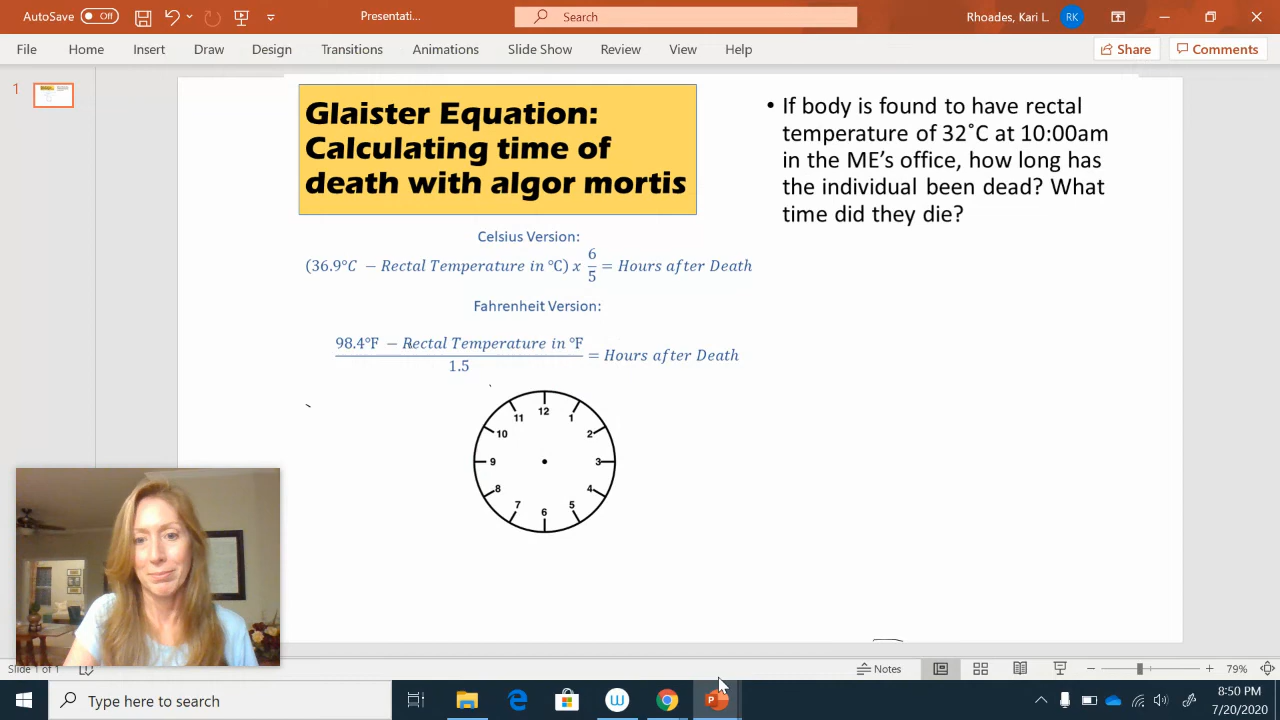 AutoSave Off Presentati... Search Rhoades, Kari L. RK
File Home Insert Draw Design Transitions Animations Slide Show Review View Help Share Comments
1
Glaister Equation:
Calculating time of
death with algor mortis
Celsius Version:
(36.9°C − Rectal Temperature in °C) x 6/5 = Hours after Death
Fahrenheit Version:
98.4°F − Rectal Temperature in °F
1.5
= Hours after Death
12
11 1
10 2
9 3
8 4
7 5
6
• If body is found to have rectal
temperature of 32°C at 10:00am
in the ME's office, how long has
the individual been dead? What
time did they die?
Slide 1 of 1 Notes 79%
Type here to search
8:50 PM
7/20/2020